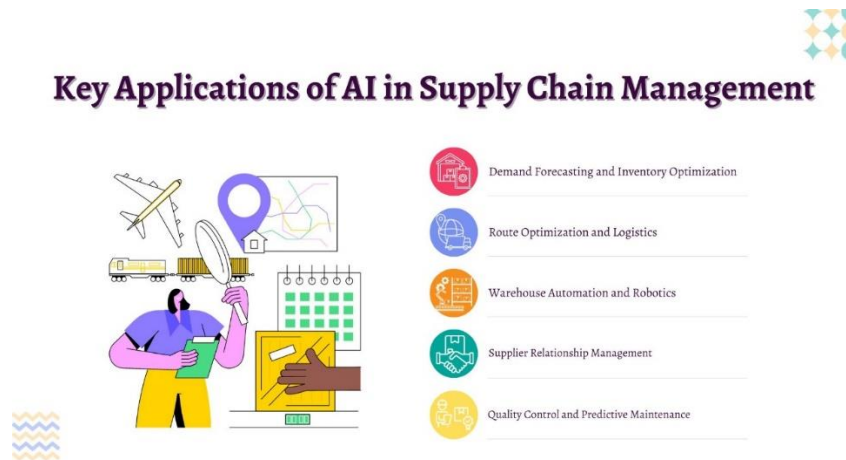 Key Applications of AI in Supply Chain Management
Demand Forecasting and Inventory Optimization
Route Optimization and Logistics
Warehouse Automation and Robotics
Supplier Relationship Management
Quality Control and Predictive Maintenance